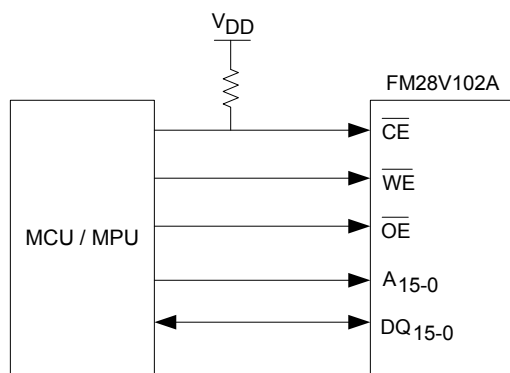 VDD
FM28V102A
CE
WE
OE
MCU / MPU
A15-0
DQ15-0